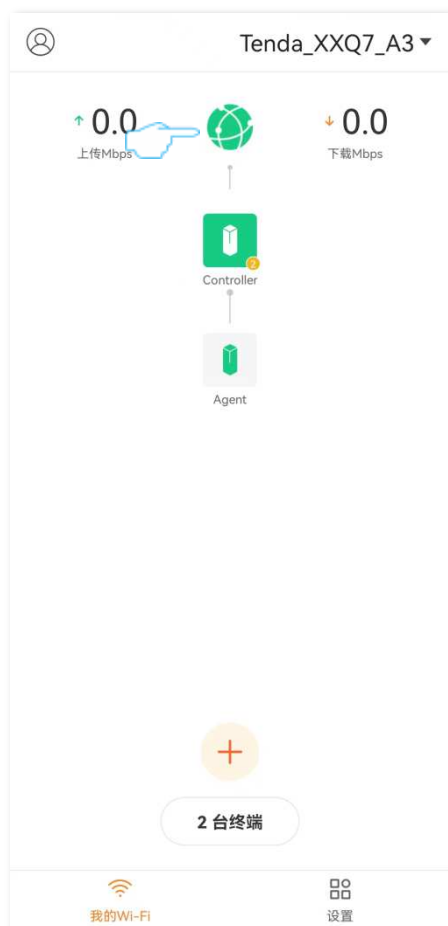 Tenda_XXQ7_A3
0.0
上传Mbps
0.0
下载Mbps
2
Controller
Agent
2 台终端
我的Wi-Fi
设置